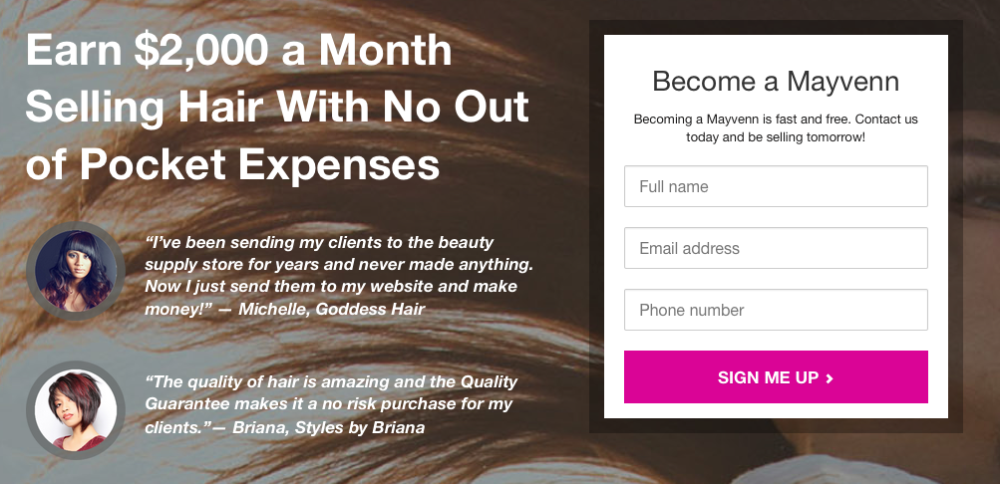 Earn $2,000 a Month
Selling Hair With No Out
of Pocket Expenses
“I’ve been sending my clients to the beauty
supply store for years and never made anything.
Now I just send them to my website and make
money!” — Michelle, Goddess Hair
“The quality of hair is amazing and the Quality
Guarantee makes it a no risk purchase for my
clients.”— Briana, Styles by Briana
Become a Mayvenn
Becoming a Mayvenn is fast and free. Contact us
today and be selling tomorrow!
Full name
Email address
Phone number
SIGN ME UP ›